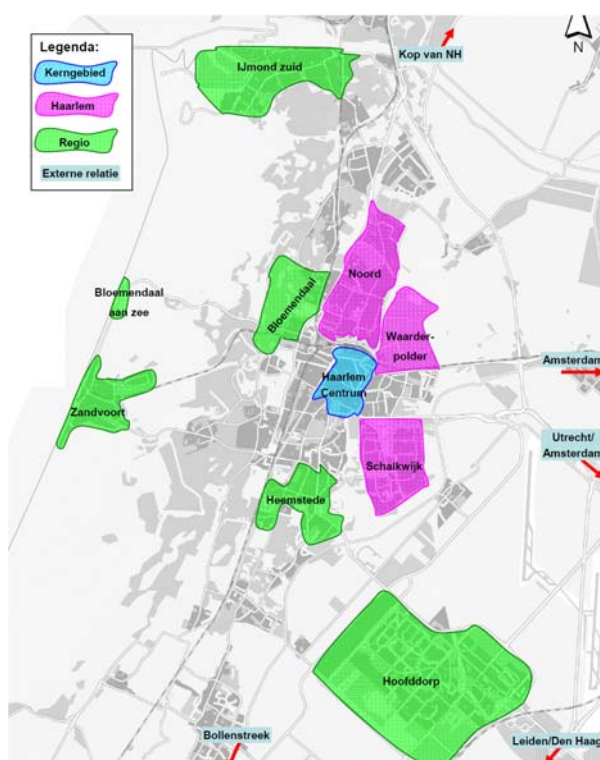 Legenda:
Kerngebied
Haarlem
Regio
Externe relatie
IJmond zuid
Kop van NH
N
Noord
Bloemendaal
Bloemendaal
aan zee
Waarder-
polder
Haarlem
Centrum
Amsterdam
Zandvoort
Utrecht/
Amsterdam
Schalkwijk
Heemstede
Hoofddorp
Bollenstreek
Leiden/Den Haag